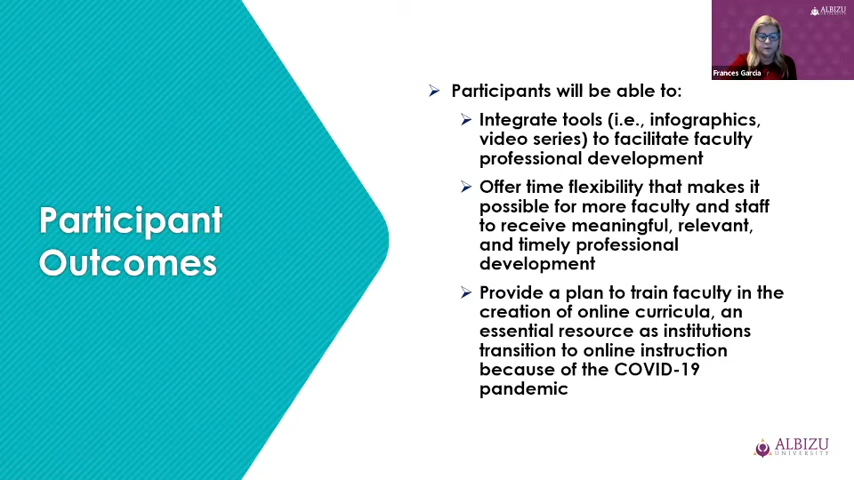 ALBIZU
UNIVERSITY
Frances Garcia
Participant
Outcomes
Participants will be able to:
Integrate tools (i.e., infographics,
video series) to facilitate faculty
professional development
Offer time flexibility that makes it
possible for more faculty and staff
to receive meaningful, relevant,
and timely professional
development
Provide a plan to train faculty in the
creation of online curricula, an
essential resource as institutions
transition to online instruction
because of the COVID-19
pandemic
ALBIZU
UNIVERSITY